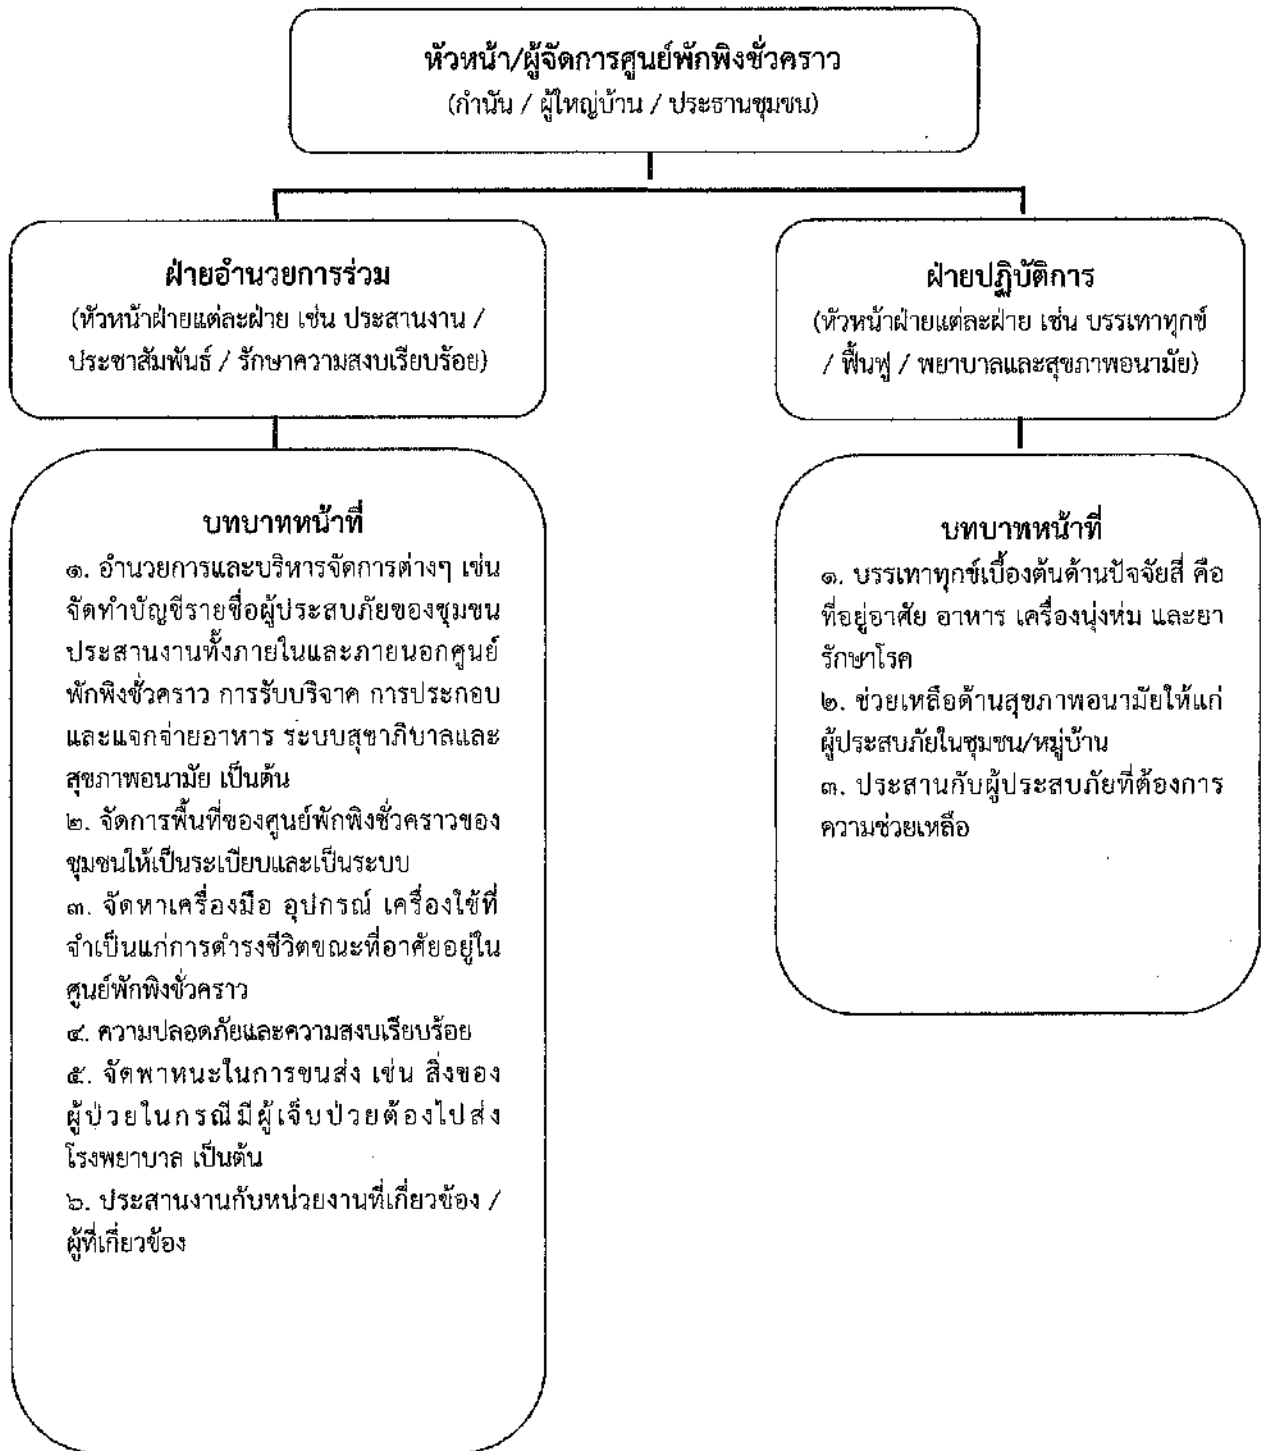 หัวหน้า/ผู้จัดการศูนย์พักพิงชั่วคราว
(กำนัน / ผู้ใหญ่บ้าน / ประธานชุมชน)
ฝ่ายอำนวยการร่วม
(หัวหน้าฝ่ายแต่ละฝ่าย เช่น ประสานงาน /
ประชาสัมพันธ์ / รักษาความสงบเรียบร้อย)
ฝ่ายปฏิบัติการ
(หัวหน้าฝ่ายแต่ละฝ่าย เช่น บรรเทาทุกข์
/ ฟื้นฟู / พยาบาลและสุขภาพอนามัย)
บทบาทหน้าที่
๑. อำนวยการและบริหารจัดการต่างๆ เช่น
จัดทำบัญชีรายชื่อผู้ประสบภัยของชุมชน
ประสานงานทั้งภายในและภายนอกศูนย์
พักพิงชั่วคราว การรับบริจาค การประกอบ
และแจกจ่ายอาหาร ระบบสุขาภิบาลและ
สุขภาพอนามัย เป็นต้น
๒. จัดการพื้นที่ของศูนย์พักพิงชั่วคราวของ
ชุมชนให้เป็นระเบียบและเป็นระบบ
๓. จัดหาเครื่องมือ อุปกรณ์ เครื่องใช้ที่
จำเป็นแก่การดำรงชีวิตขณะที่อาศัยอยู่ใน
ศูนย์พักพิงชั่วคราว
๔. ความปลอดภัยและความสงบเรียบร้อย
๕. จัดพาหนะในการขนส่ง เช่น สิ่งของ
ผู้ป่วยในกรณีมีผู้เจ็บป่วยต้องไปส่ง
โรงพยาบาล เป็นต้น
๖. ประสานงานกับหน่วยงานที่เกี่ยวข้อง /
ผู้ที่เกี่ยวข้อง
บทบาทหน้าที่
๑. บรรเทาทุกข์เบื้องต้นด้านปัจจัยสี่ คือ
ที่อยู่อาศัย อาหาร เครื่องนุ่งห่ม และยา
รักษาโรค
๒. ช่วยเหลือด้านสุขภาพอนามัยให้แก่
ผู้ประสบภัยในชุมชน/หมู่บ้าน
๓. ประสานกับผู้ประสบภัยที่ต้องการ
ความช่วยเหลือ